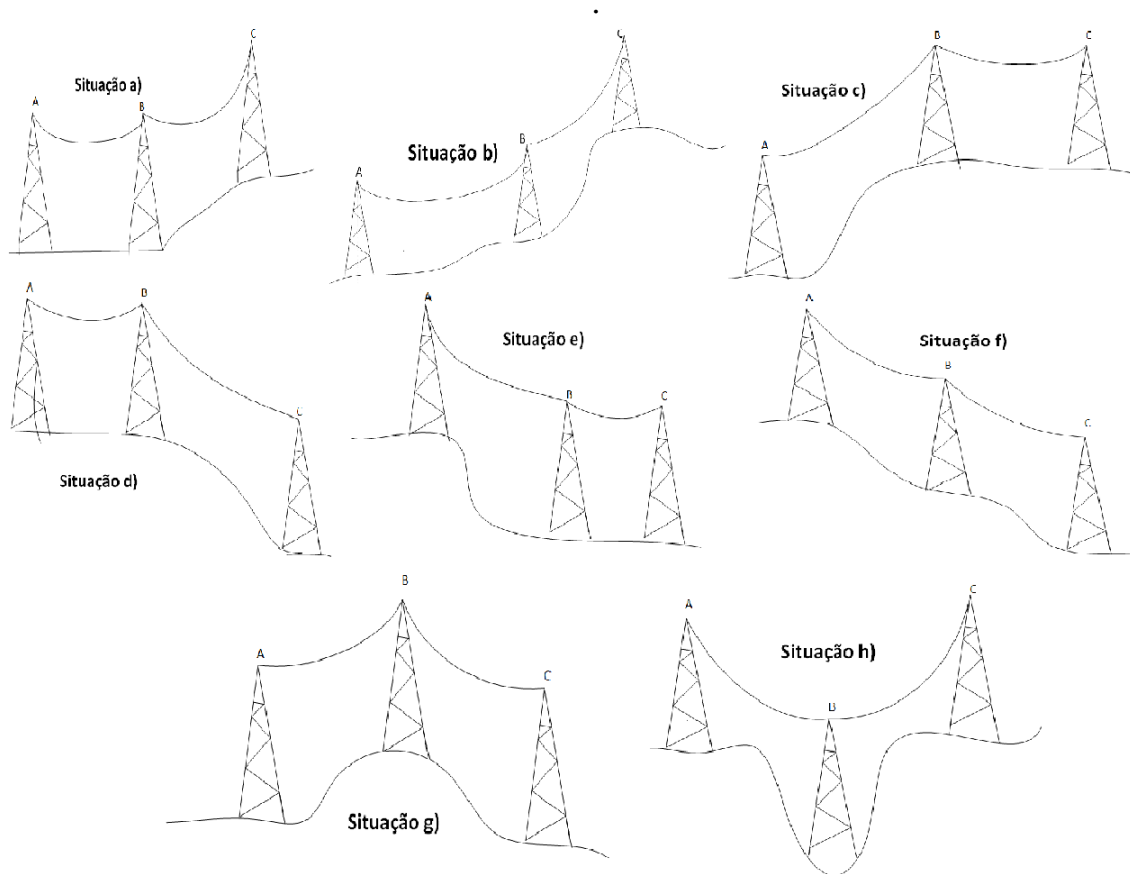 C
Situação a)
A
B
C
Situação b)
B
A
B
C
Situação c)
A
A
B
Situação d)
C
A
Situação e)
B
C
A
Situação f)
B
C
B
A
C
Situação g)
A
C
Situação h)
B